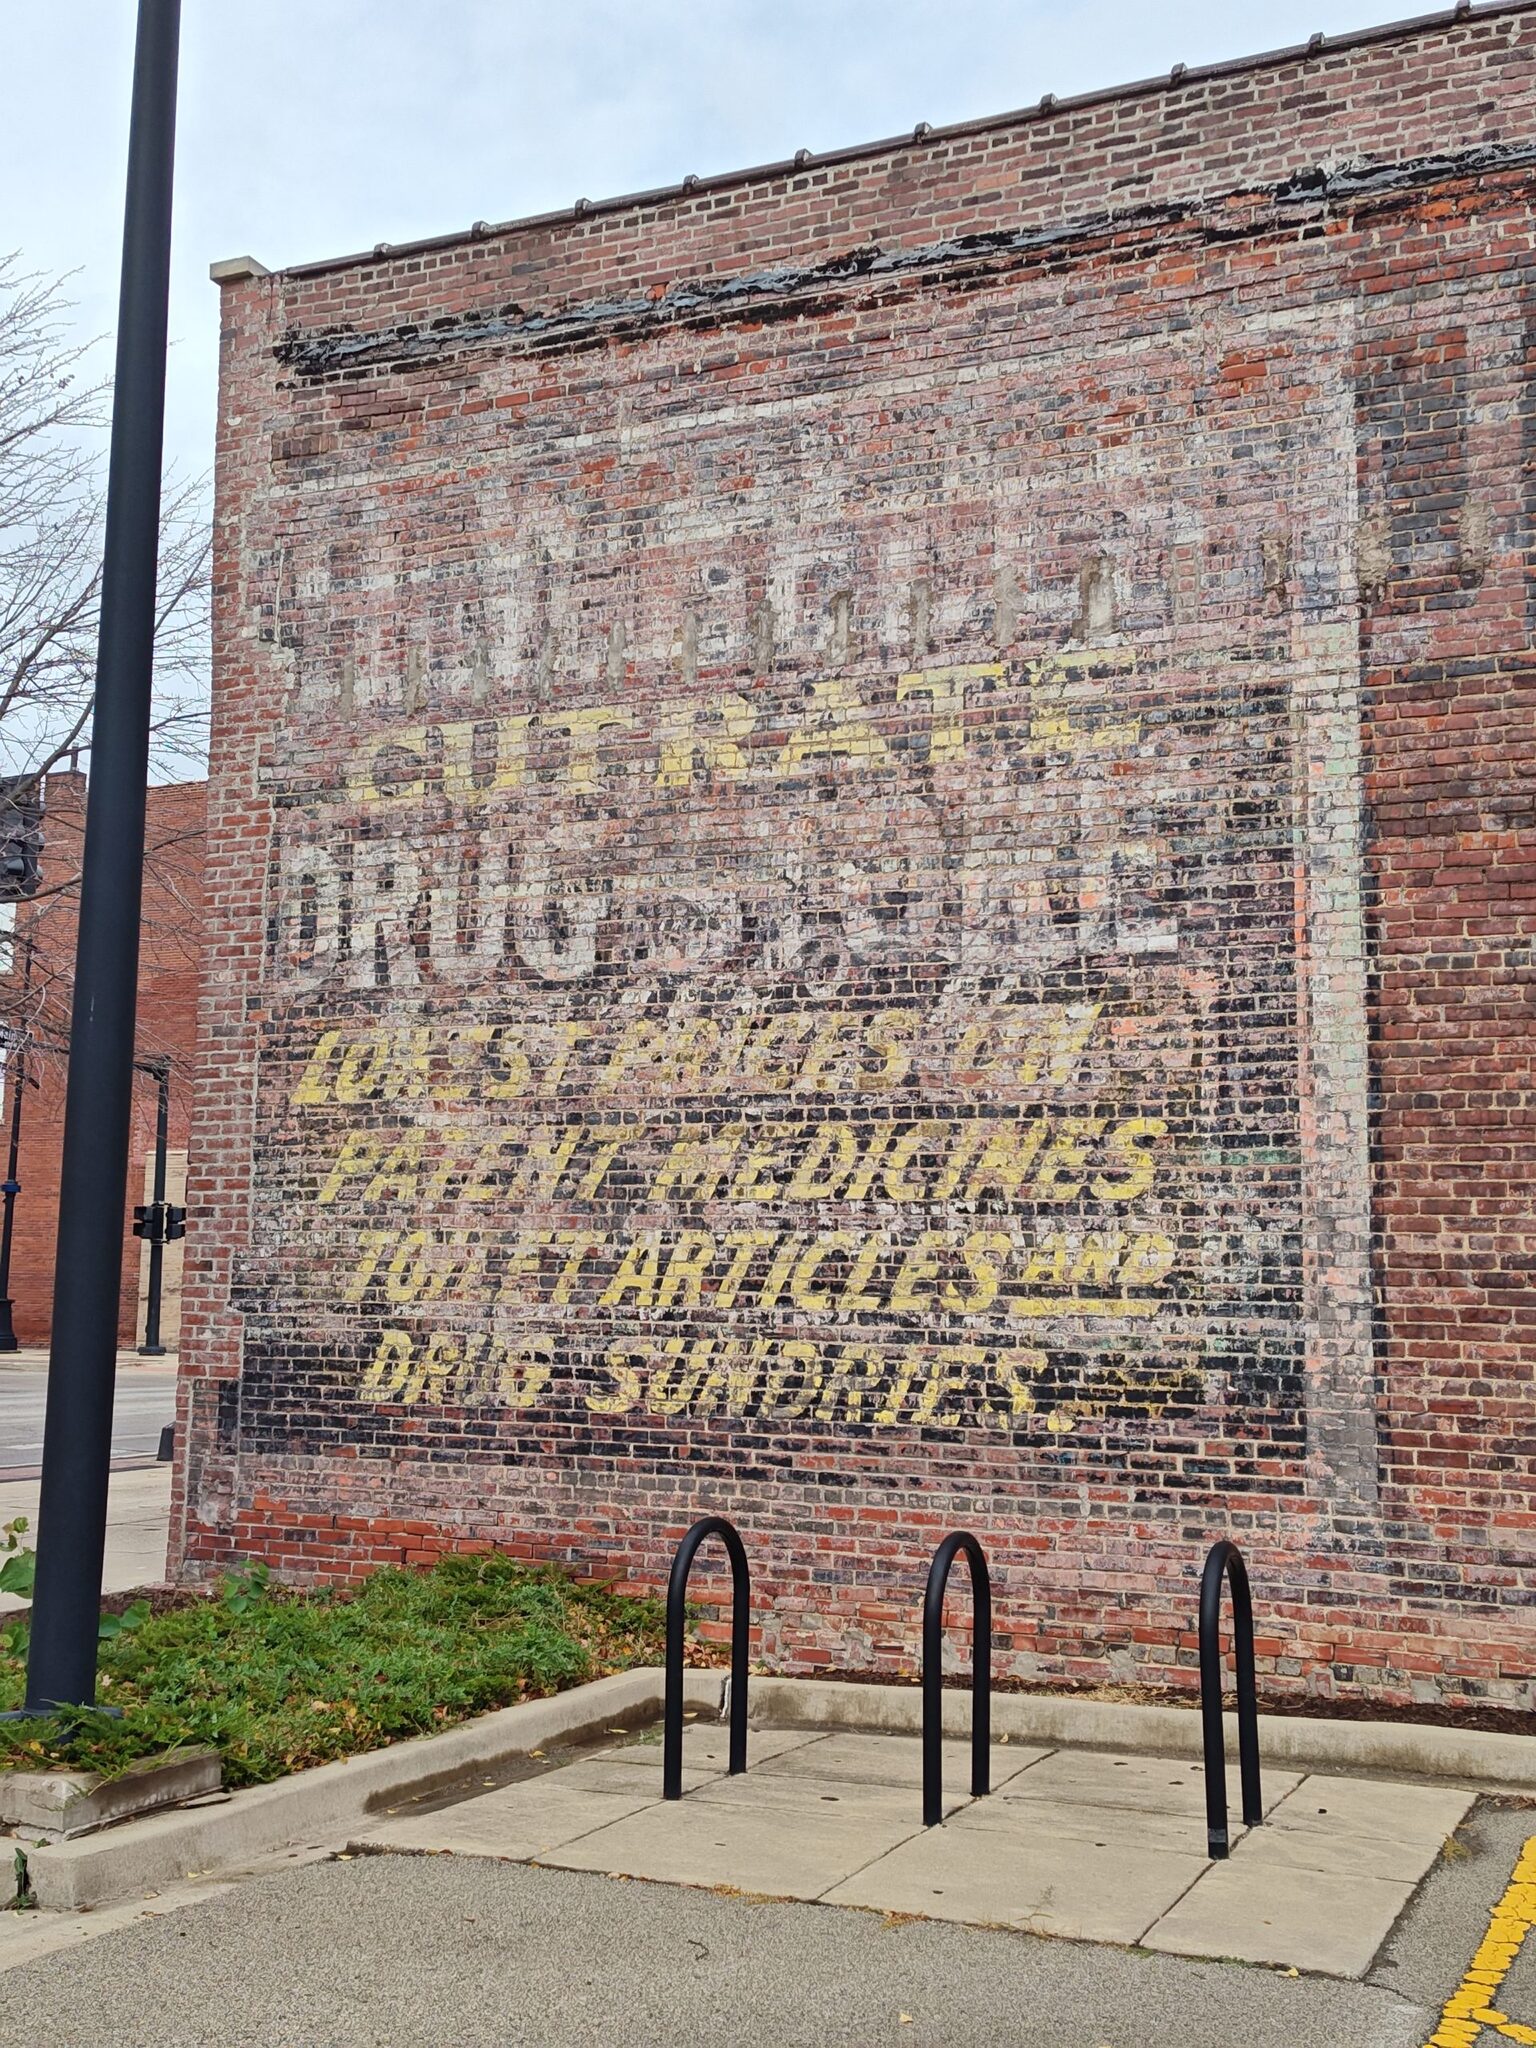 CUT RATE
DRUG
LOWEST PRICES ON
PATENT MEDICINES
TOILET ARTICLES AND
DRUG SUNDRIES.